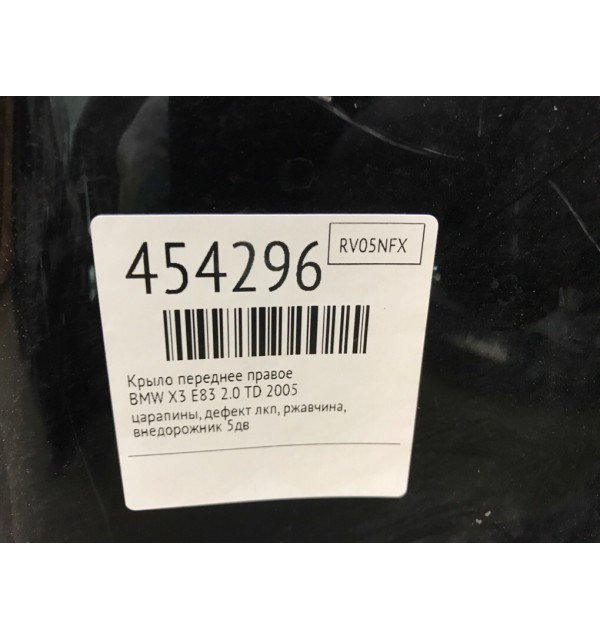 454296
RV05NFX
Крыло переднее правое
BMW X3 E83 2.0 TD 2005
царапины, дефект лкп, ржавчина,
внедорожник 5дв